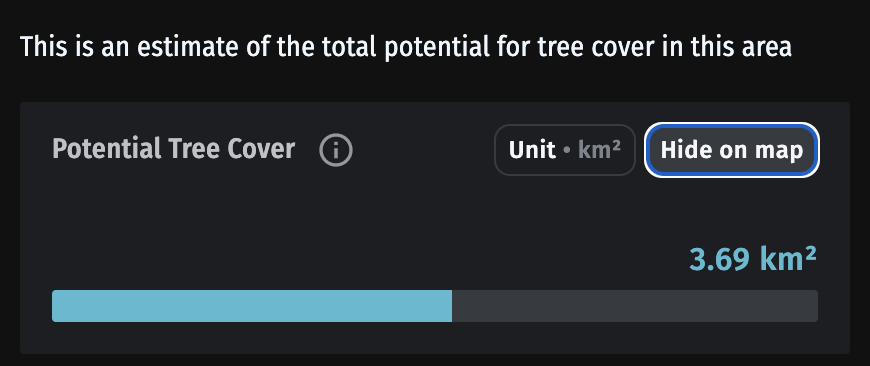 This is an estimate of the total potential for tree cover in this area
Potential Tree Cover
Unit • km²
Hide on map
3.69 km²